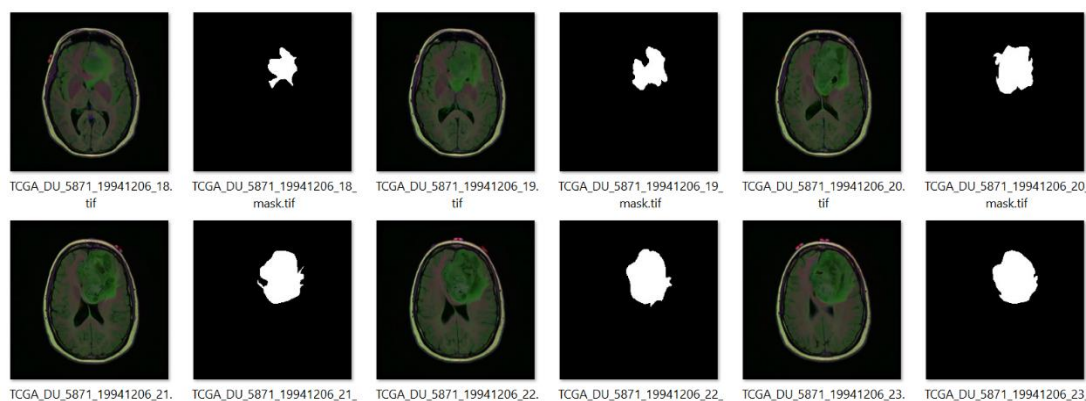 TCGA_DU_5871_19941206_18. TCGA_DU_5871_19941206_18_ TCGA_DU_5871_19941206_19. TCGA_DU_5871_19941206_19_ TCGA_DU_5871_19941206_20. TCGA_DU_5871_19941206_20_
tif mask.tif tif mask.tif tif mask.tif
TCGA_DU_5871_19941206_21. TCGA_DU_5871_19941206_21_ TCGA_DU_5871_19941206_22. TCGA_DU_5871_19941206_22_ TCGA_DU_5871_19941206_23. TCGA_DU_5871_19941206_23_